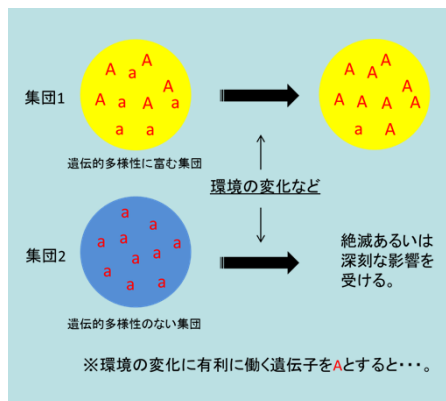 集団1
A A
a
A
A a A a
a a
A A
A A
A A A A
a A
A
遺伝的多様性に富む集団
環境の変化など
集団2
a
a a a
a a
a a
a a
遺伝的多様性のない集団
絶滅あるいは
深刻な影響を
受ける。
※環境の変化に有利に働く遺伝子をAとすると・・・。